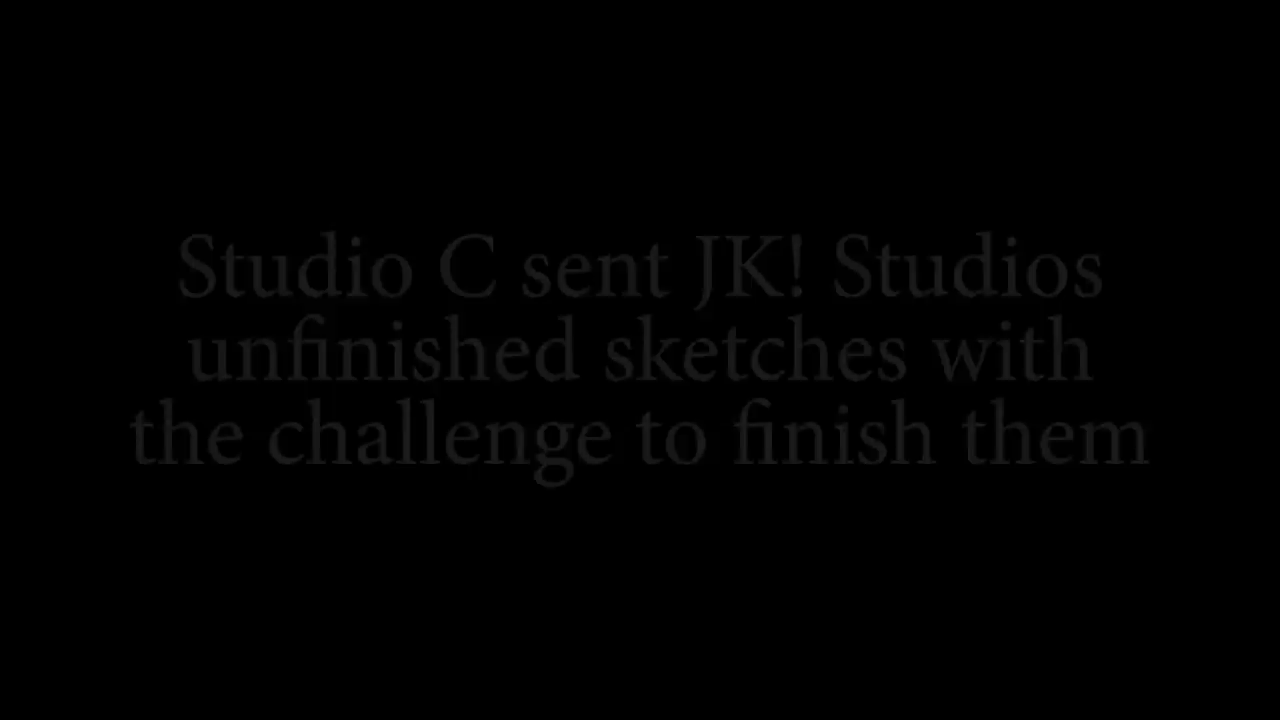 Studio C sent JK! Studios
unfinished sketches with
the challenge to finish them